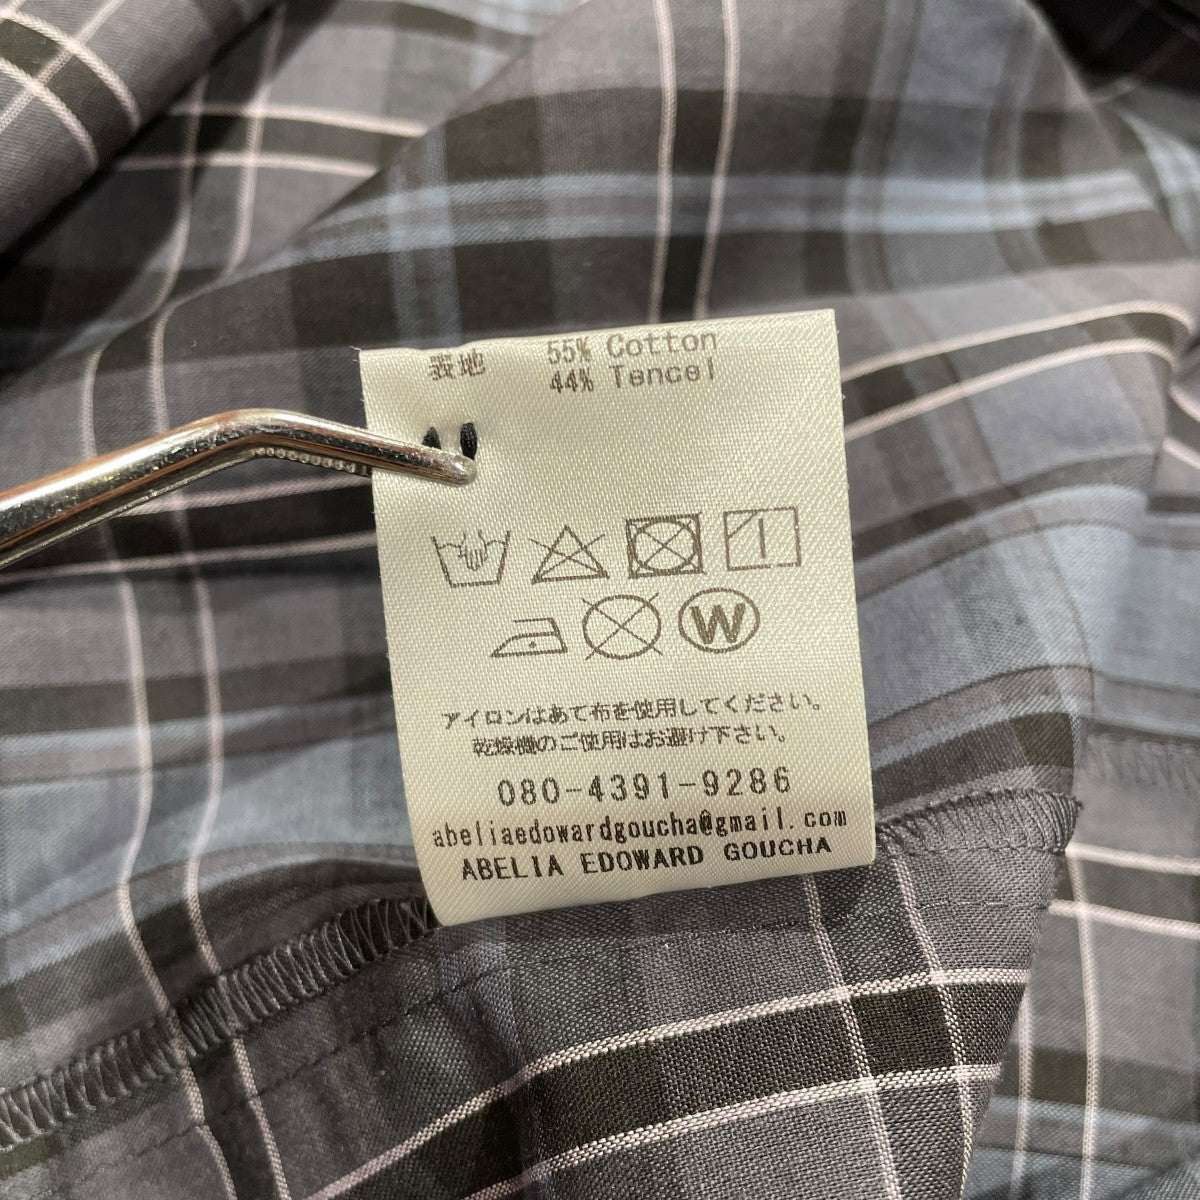 表地 55% Cotton
44% Tencel
W
アイロンはあて布を使用してください。
乾燥機のご使用はお避け下さい。
080-4391-9286
abeliaedowardgoucha@gmail.com
ABELIA EDOWARD GOUCHA